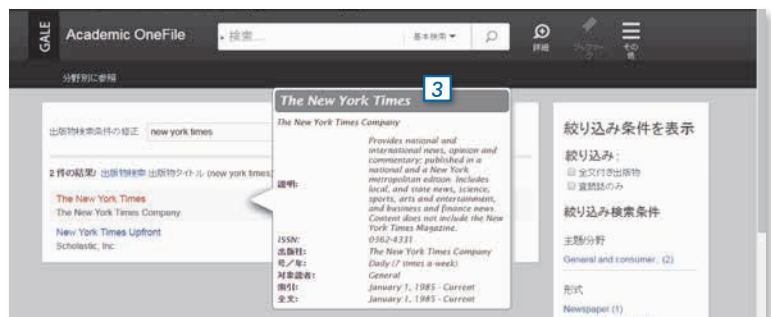 GALE
Academic OneFile
検索...
基本検索
詳細
その他
分野別に参照
出版物検索条件の修正 new york times
2 件の結果: 出版物検索 出版物タイトル (new york times)
The New York Times
The New York Times Company
New York Times Upfront
Scholastic, Inc
The New York Times
3
The New York Times Company
説明:
Provides national and
international news, opinion and
commentary; published in a
national and a New York
metropolitan edition. Includes
local, and state news, science,
sports, arts and entertainment,
and business and finance news.
Content does not include the New
York Times Magazine.
ISSN: 0362-4331
出版社: The New York Times Company
号／年: Daily (7 times a week)
対象読者: General
索引: January 1, 1985 - Current
全文: January 1, 1985 - Current
絞り込み条件を表示
絞り込み:
全文付き出版物
査読誌のみ
絞り込み検索条件
主題/分野
General and consumer. (2)
形式
Newspaper (1)